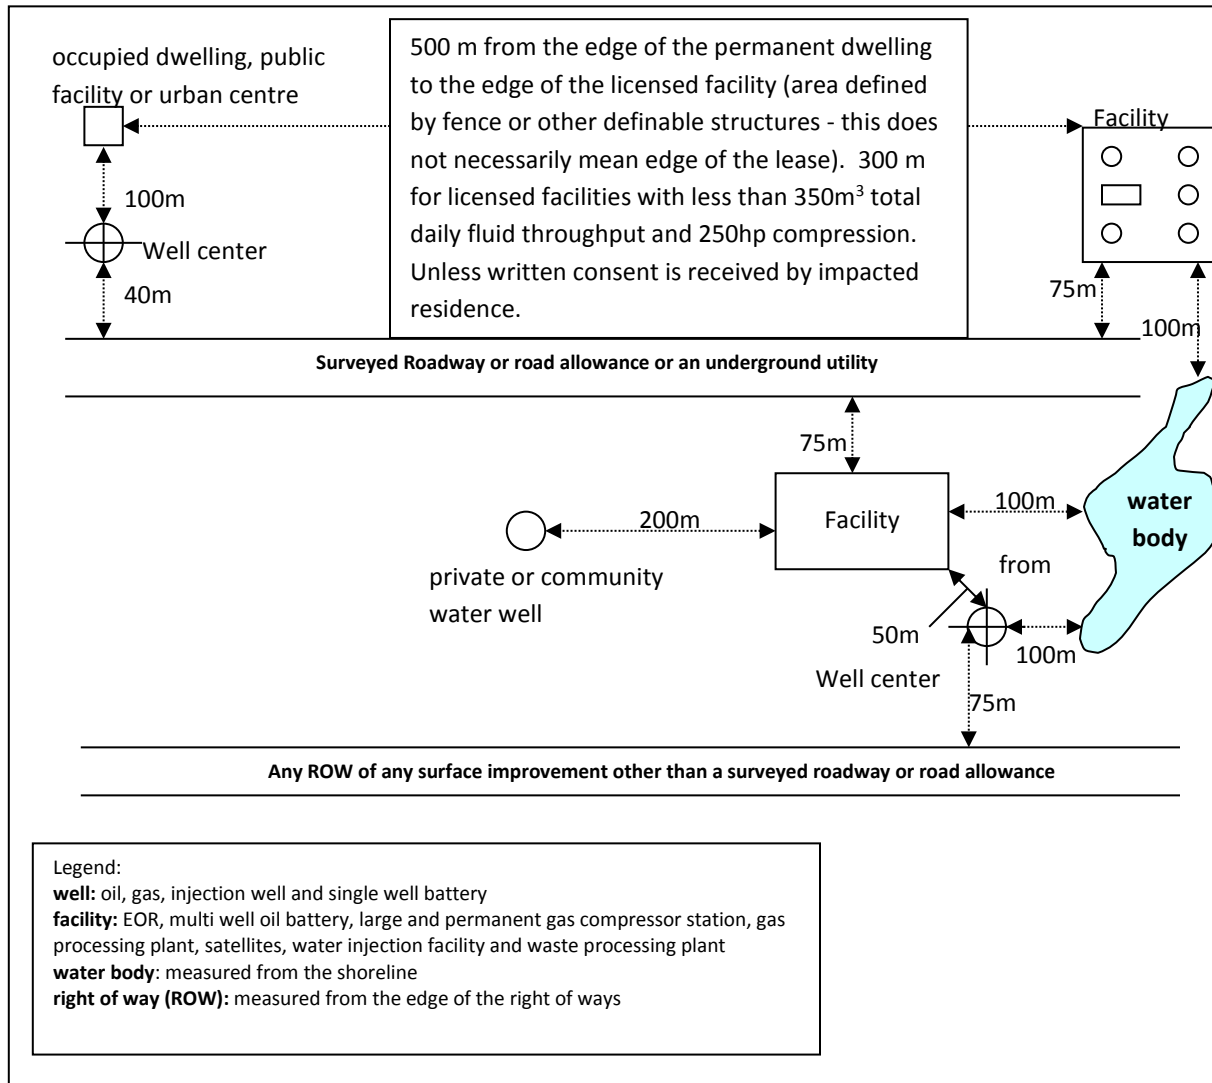 occupied dwelling, public
facility or urban centre
500 m from the edge of the permanent dwelling
to the edge of the licensed facility (area defined
by fence or other definable structures - this does
not necessarily mean edge of the lease).  300 m
for licensed facilities with less than 350m³ total
daily fluid throughput and 250hp compression.
Unless written consent is received by impacted
residence.
Facility
100m
Well center
40m
75m
100m
Surveyed Roadway or road allowance or an underground utility
75m
200m
Facility
100m
water
body
from
private or community
water well
50m
100m
Well center
75m
Any ROW of any surface improvement other than a surveyed roadway or road allowance
Legend:
well: oil, gas, injection well and single well battery
facility: EOR, multi well oil battery, large and permanent gas compressor station, gas
processing plant, satellites, water injection facility and waste processing plant
water body: measured from the shoreline
right of way (ROW): measured from the edge of the right of ways